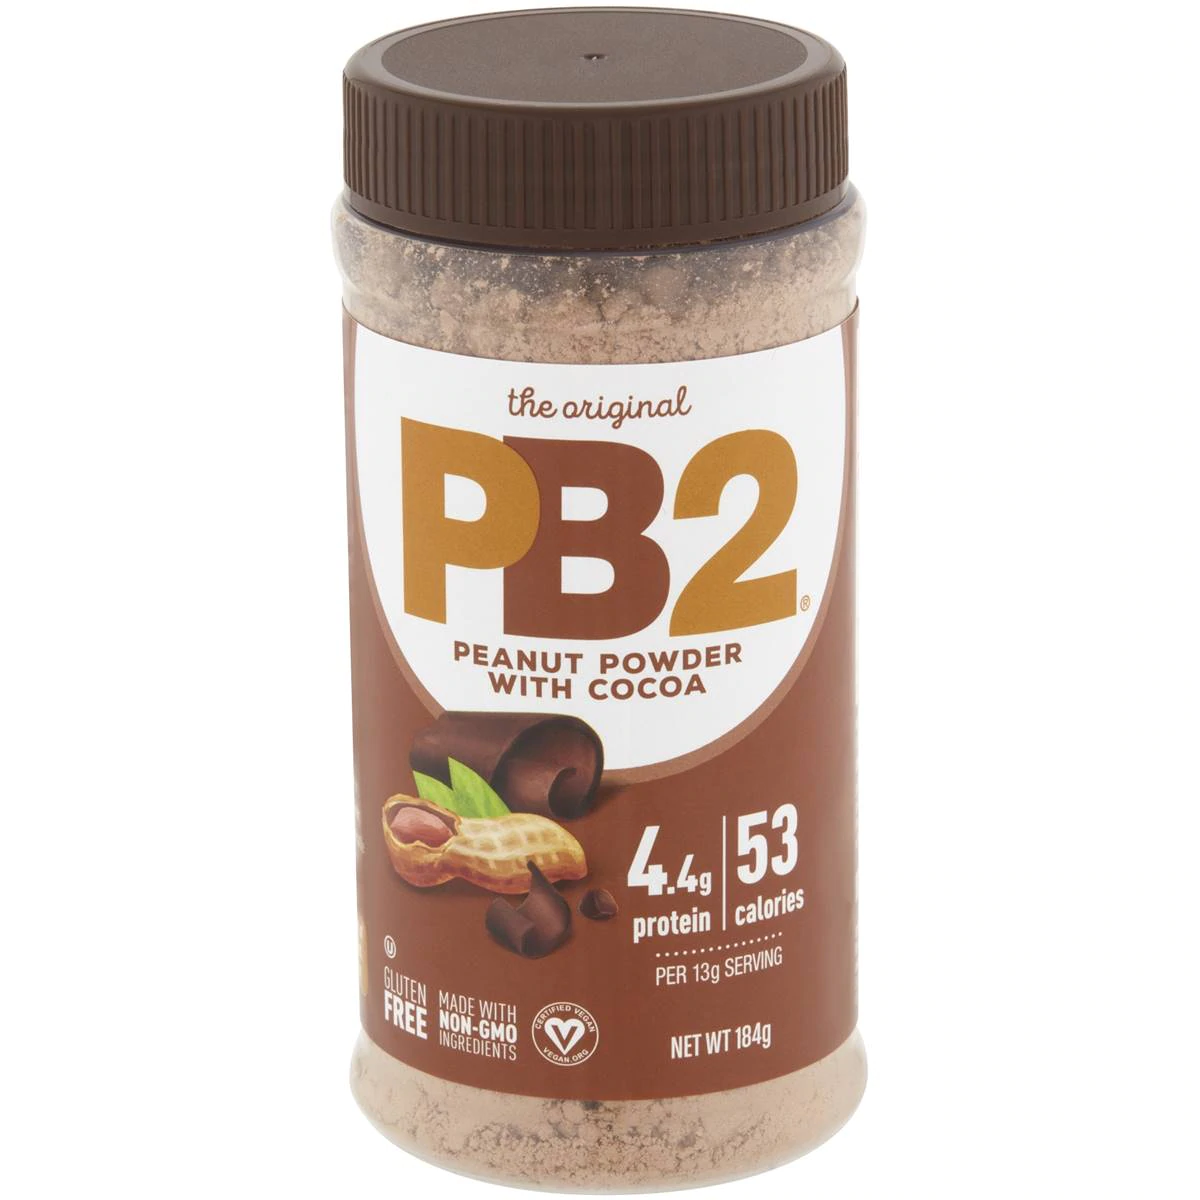 the original
PB2®
PEANUT POWDER
WITH COCOA
4.4g
protein
53
calories
PER 13g SERVING
U
GLUTEN
FREE
MADE WITH
NON-GMO
INGREDIENTS
CERTIFIED VEGAN
V
VEGAN.ORG
NET WT 184g